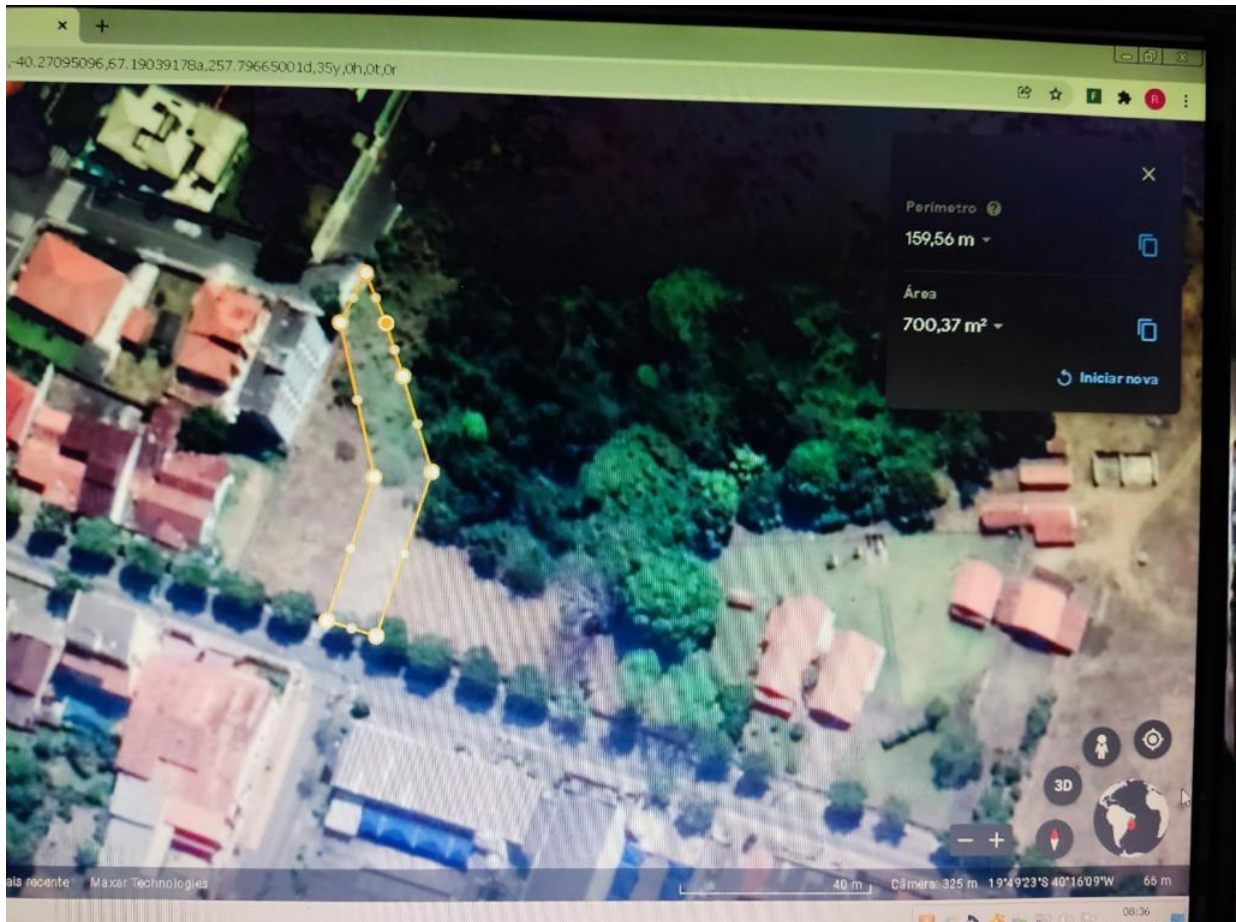 ,-40.27095096,67.19039178a,257.79665001d,35y,0h,0t,0r
R
Perímetro
159,56 m
Área
700,37 m²
Iniciar nova
3D
ais recente Maxar Technologies
40 m
Câmera: 325 m 19°49'23"S 40°16'09"W 66 m
08:36